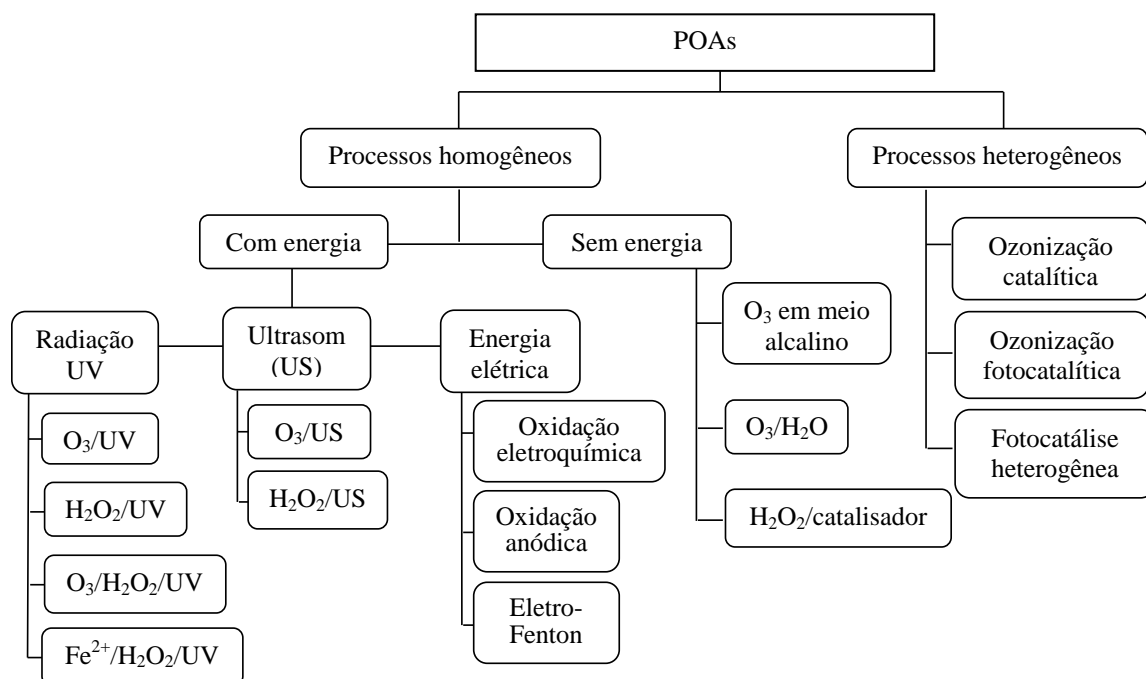 POAs
Processos homogêneos
Processos heterogêneos
Com energia
Sem energia
Radiação
UV
O₃/UV
H₂O₂/UV
O₃/H₂O₂/UV
Fe²⁺/H₂O₂/UV
Ultrasom
(US)
O₃/US
H₂O₂/US
Energia
elétrica
Oxidação
eletroquímica
Oxidação
anódica
Eletro-
Fenton
O₃ em meio
alcalino
O₃/H₂O
H₂O₂/catalisador
Ozonização
catalítica
Ozonização
fotocatalítica
Fotocatálise
heterogênea